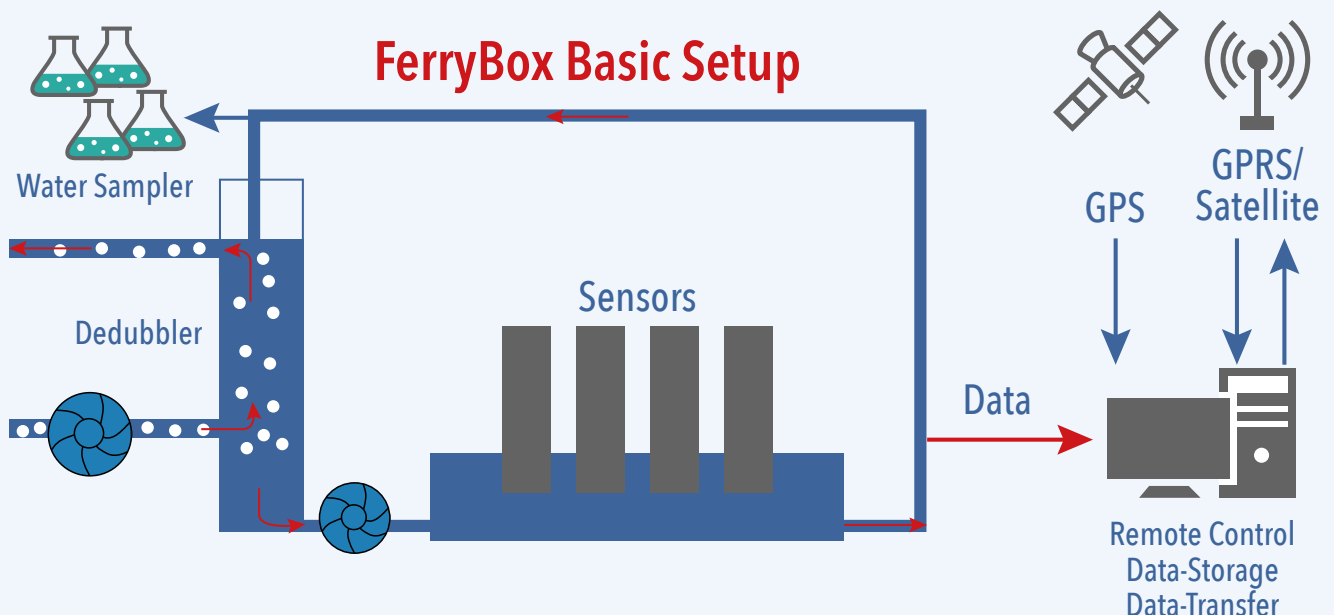 FerryBox Basic Setup
Water Sampler
GPRS/
Satellite
GPS
Dedubbler
Sensors
Data
Remote Control
Data-Storage
Data-Transfer